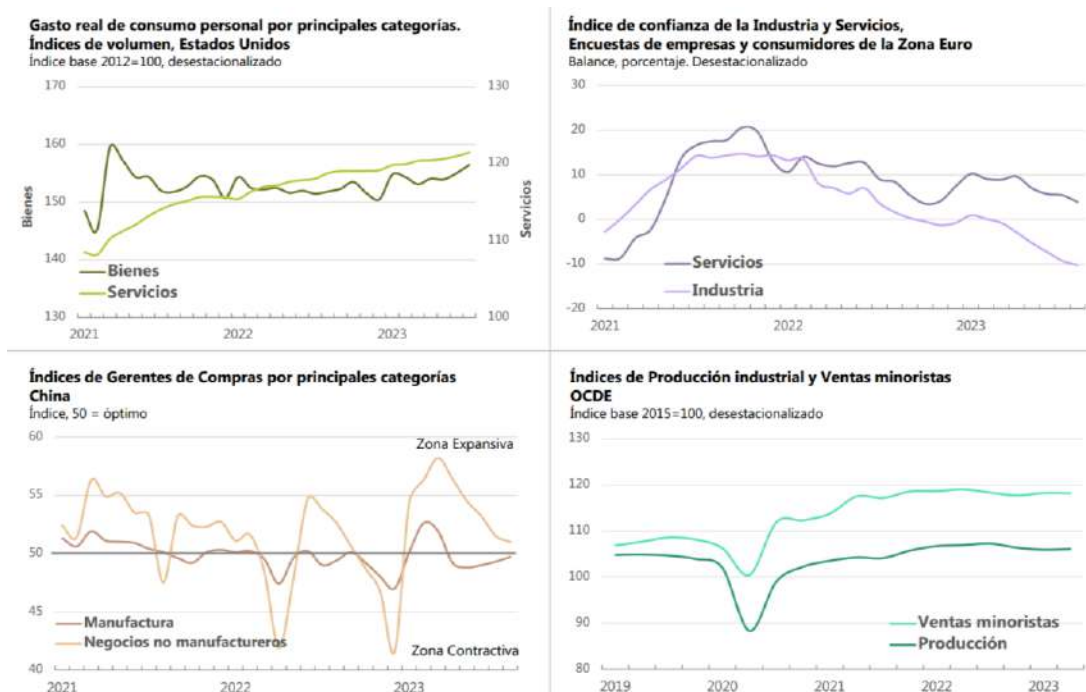 Gasto real de consumo personal por principales categorías.
Índices de volumen, Estados Unidos
Índice base 2012=100, desestacionalizado
170
160
150
140
130
Bienes
130
120
110
100
Servicios
Bienes
Servicios
2021
2022
2023
Índice de confianza de la Industria y Servicios,
Encuestas de empresas y consumidores de la Zona Euro
Balance, porcentaje. Desestacionalizado
30
20
10
0
-10
-20
Servicios
Industria
2021
2022
2023
Índices de Gerentes de Compras por principales categorías
China
Índice, 50 = óptimo
60
55
50
45
40
Zona Expansiva
Manufactura
Negocios no manufactureros
Zona Contractiva
2021
2022
2023
Índices de Producción industrial y Ventas minoristas
OCDE
Índice base 2015=100, desestacionalizado
130
120
110
100
90
80
Ventas minoristas
Producción
2019
2020
2021
2022
2023